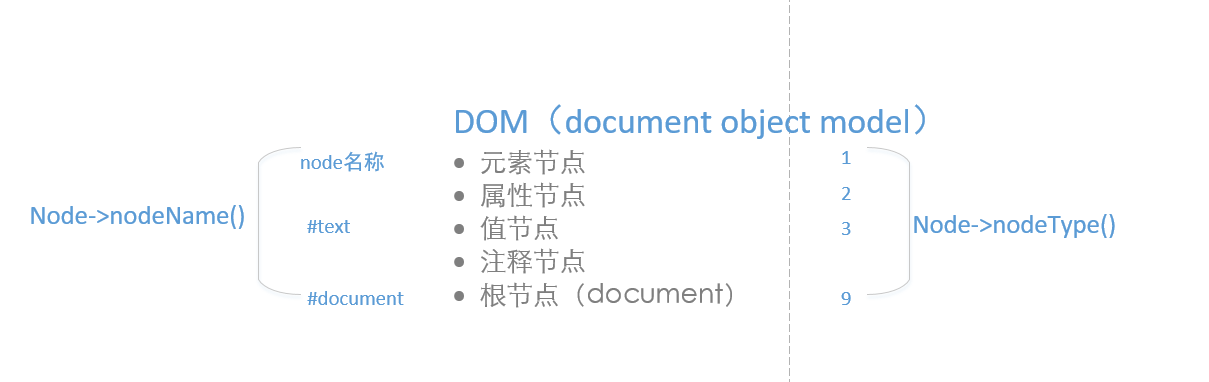 DOM（document object model）
node名称 • 元素节点 1
• 属性节点 2
Node->nodeName() #text • 值节点 3 Node->nodeType()
• 注释节点
#document • 根节点（document） 9